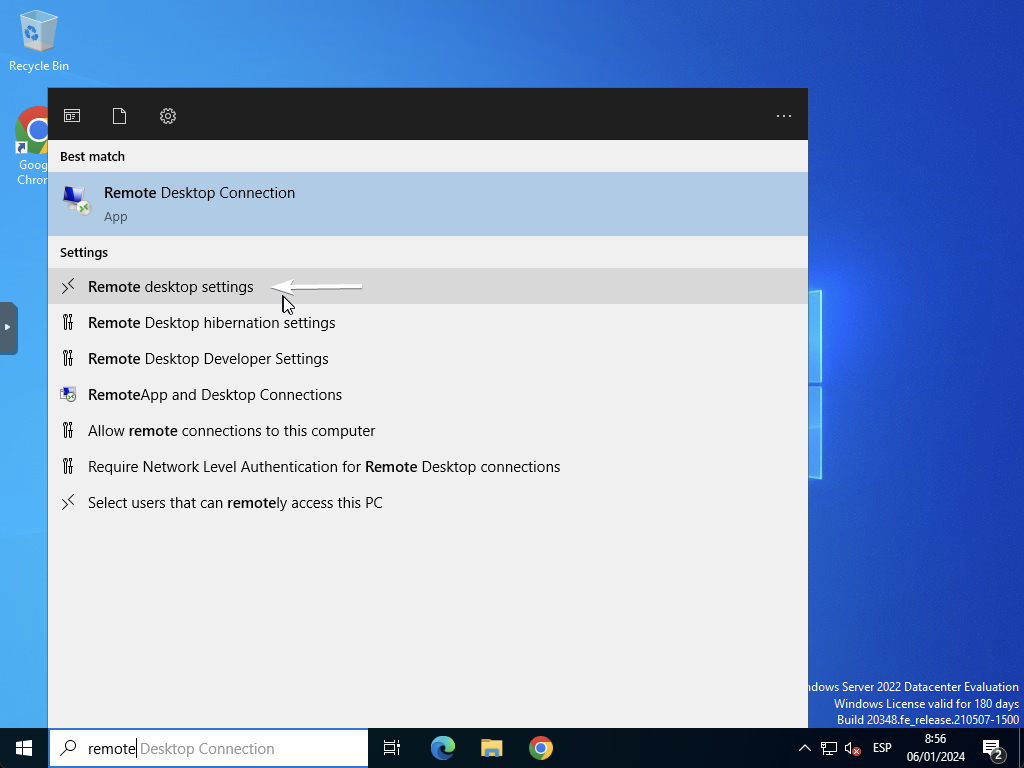 Recycle Bin
Goog
Chron
Best match
Remote Desktop Connection
App
Settings
Remote desktop settings
Remote Desktop hibernation settings
Remote Desktop Developer Settings
RemoteApp and Desktop Connections
Allow remote connections to this computer
Require Network Level Authentication for Remote Desktop connections
Select users that can remotely access this PC
ndows Server 2022 Datacenter Evaluation
Windows License valid for 180 days
Build 20348.fe_release.210507-1500
remote Desktop Connection
ESP
8:56
06/01/2024
2